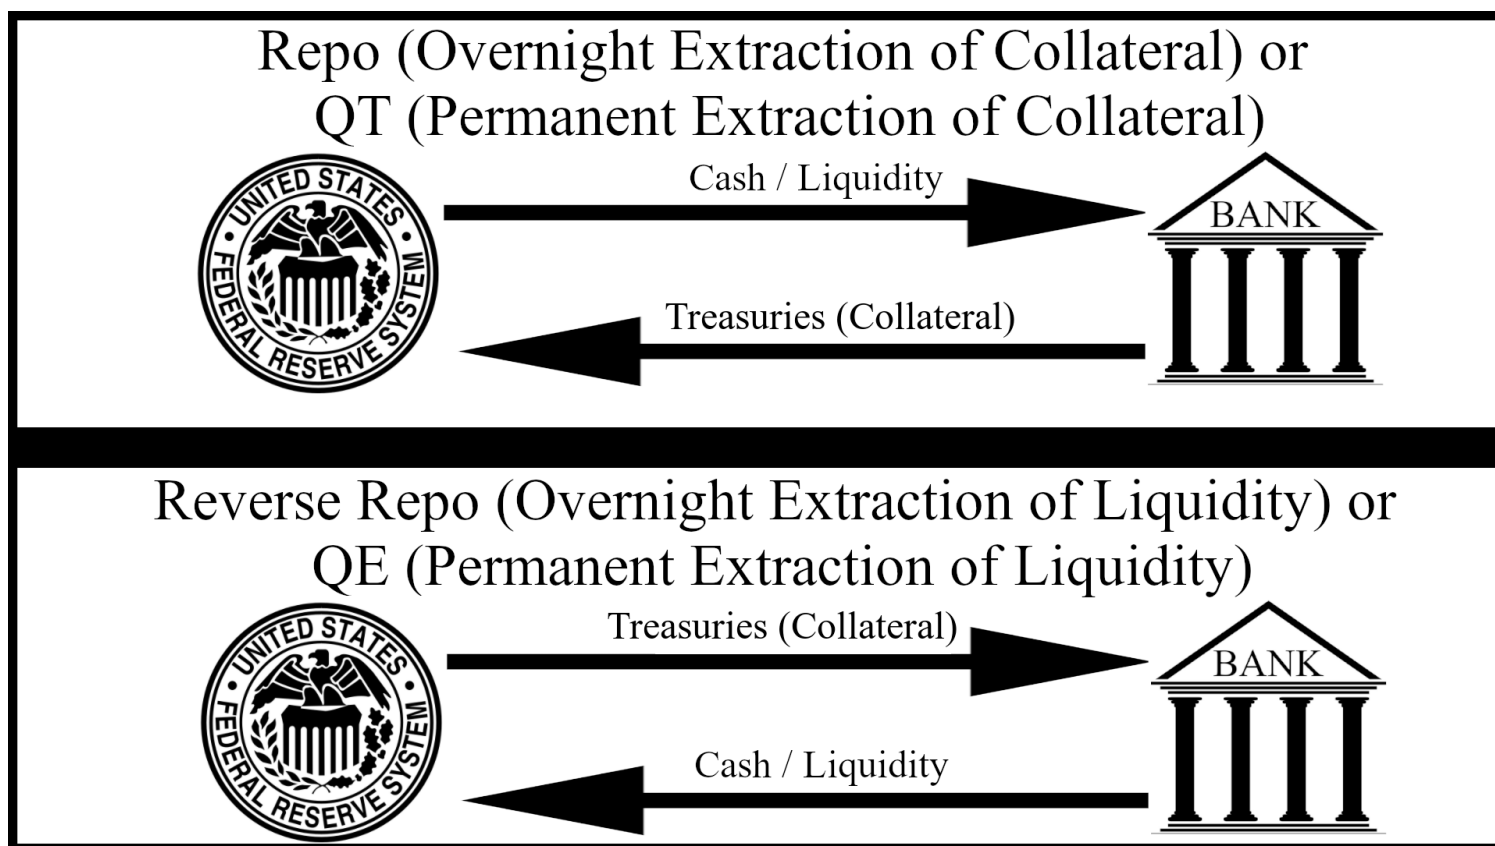 Repo (Overnight Extraction of Collateral) or
QT (Permanent Extraction of Collateral)
UNITED STATES
FEDERAL RESERVE SYSTEM
Cash / Liquidity
BANK
Treasuries (Collateral)
Reverse Repo (Overnight Extraction of Liquidity) or
QE (Permanent Extraction of Liquidity)
UNITED STATES
FEDERAL RESERVE SYSTEM
Treasuries (Collateral)
BANK
Cash / Liquidity